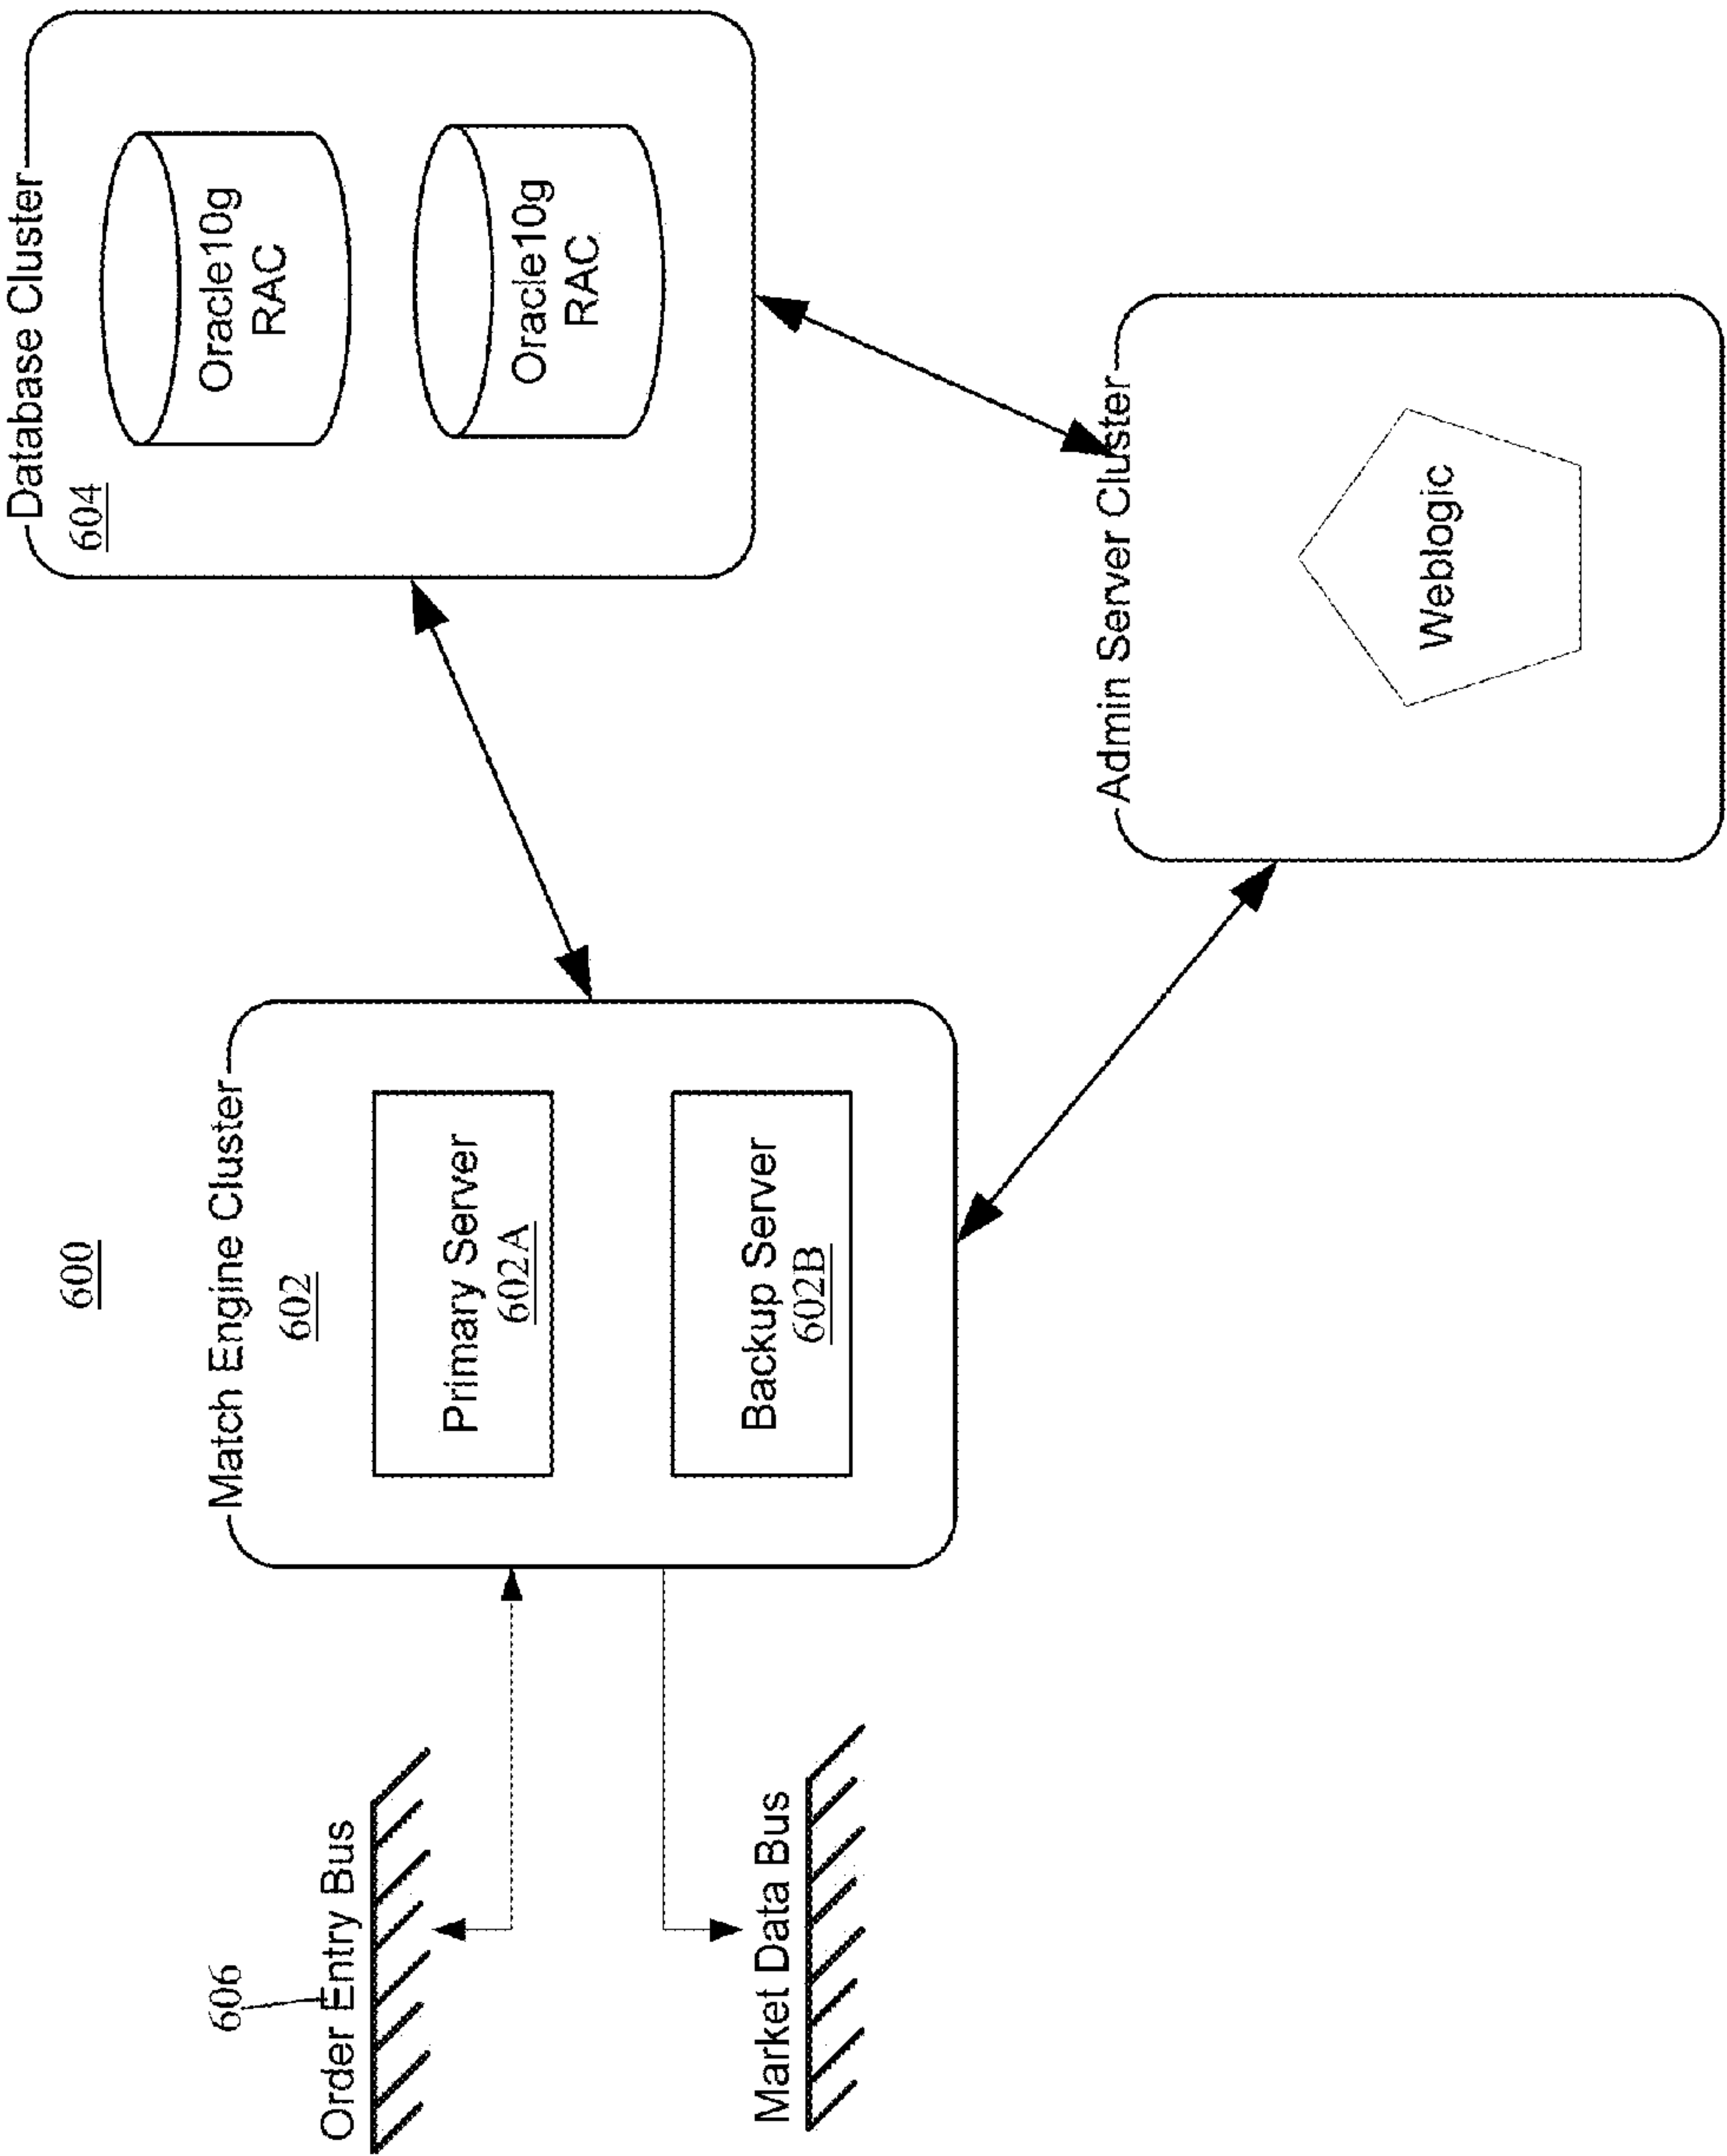 600
Database Cluster
604
Oracle10g
RAC
Oracle10g
RAC
Match Engine Cluster
602
Primary Server
602A
Backup Server
602B
606
Order Entry Bus
Market Data Bus
Admin Server Cluster
Weblogic